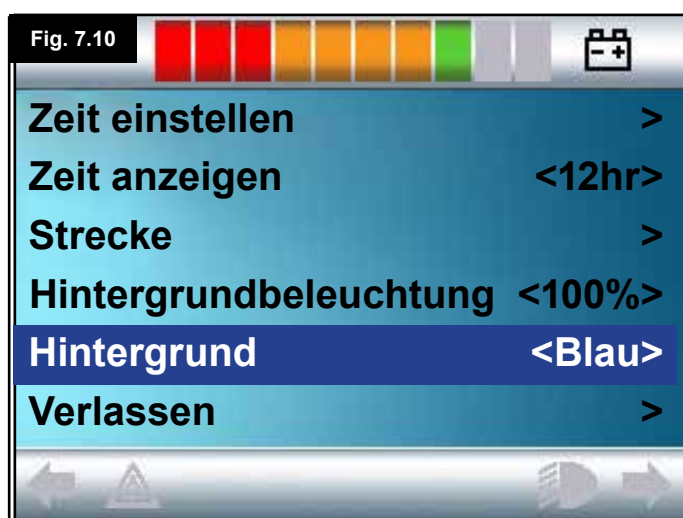 Fig. 7.10
Zeit einstellen >
Zeit anzeigen <12hr>
Strecke >
Hintergrundbeleuchtung <100%>
Hintergrund <Blau>
Verlassen >